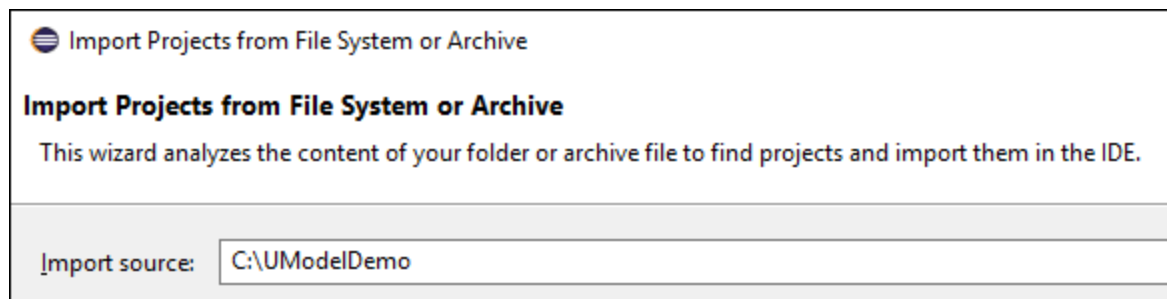 Import Projects from File System or Archive
Import Projects from File System or Archive
This wizard analyzes the content of your folder or archive file to find projects and import them in the IDE.
Import source: C:\UModelDemo